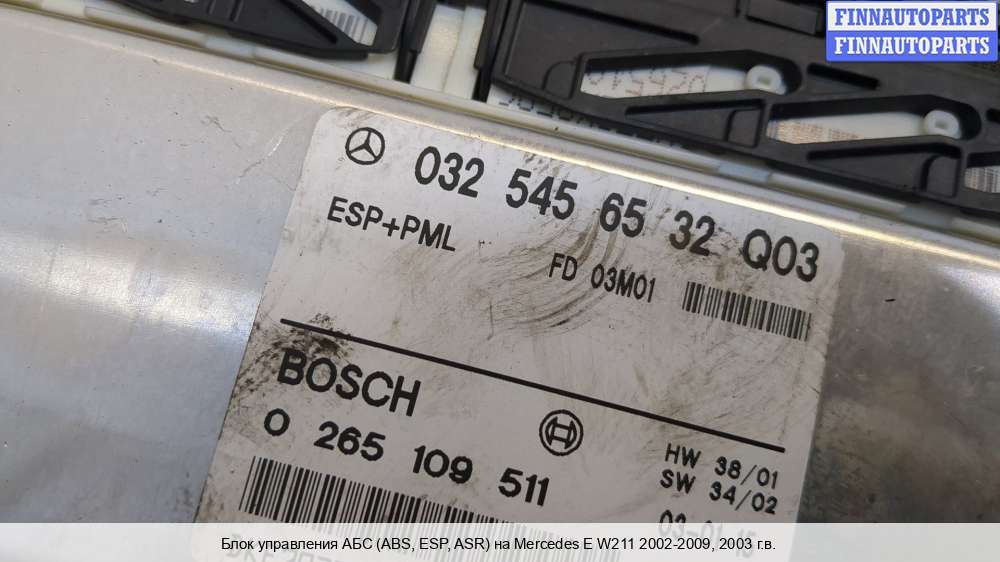 FINNAUTOPARTS
FINNAUTOPARTS
032 545 65 32 Q03
ESP+PML
FD 03M01
BOSCH
0 265 109 511
HW 38/01
SW 34/02
Блок управления АБС (ABS, ESP, ASR) на Mercedes E W211 2002-2009, 2003 г.в.